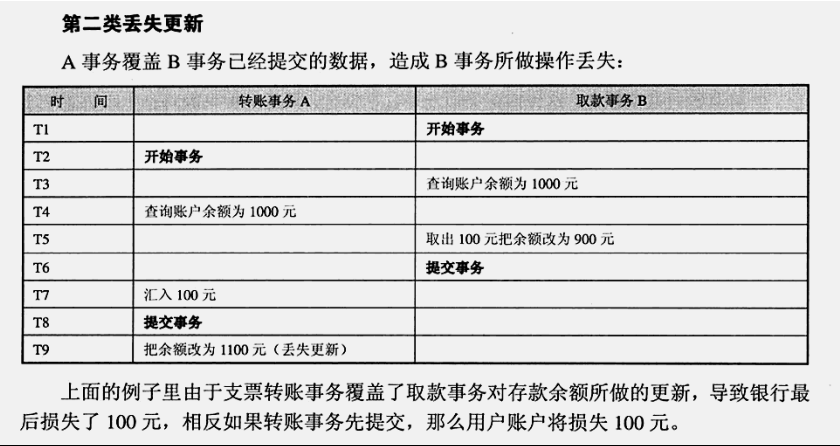 第二类丢失更新
A 事务覆盖 B 事务已经提交的数据，造成 B 事务所做操作丢失：
时 间 转账事务 A 取款事务 B
T1 开始事务
T2 开始事务
T3 查询账户余额为 1000 元
T4 查询账户余额为 1000 元
T5 取出 100 元把余额改为 900 元
T6 提交事务
T7 汇入 100 元
T8 提交事务
T9 把余额改为 1100 元（丢失更新）
上面的例子里由于支票转账事务覆盖了取款事务对存款余额所做的更新，导致银行最
后损失了 100 元，相反如果转账事务先提交，那么用户账户将损失 100 元。